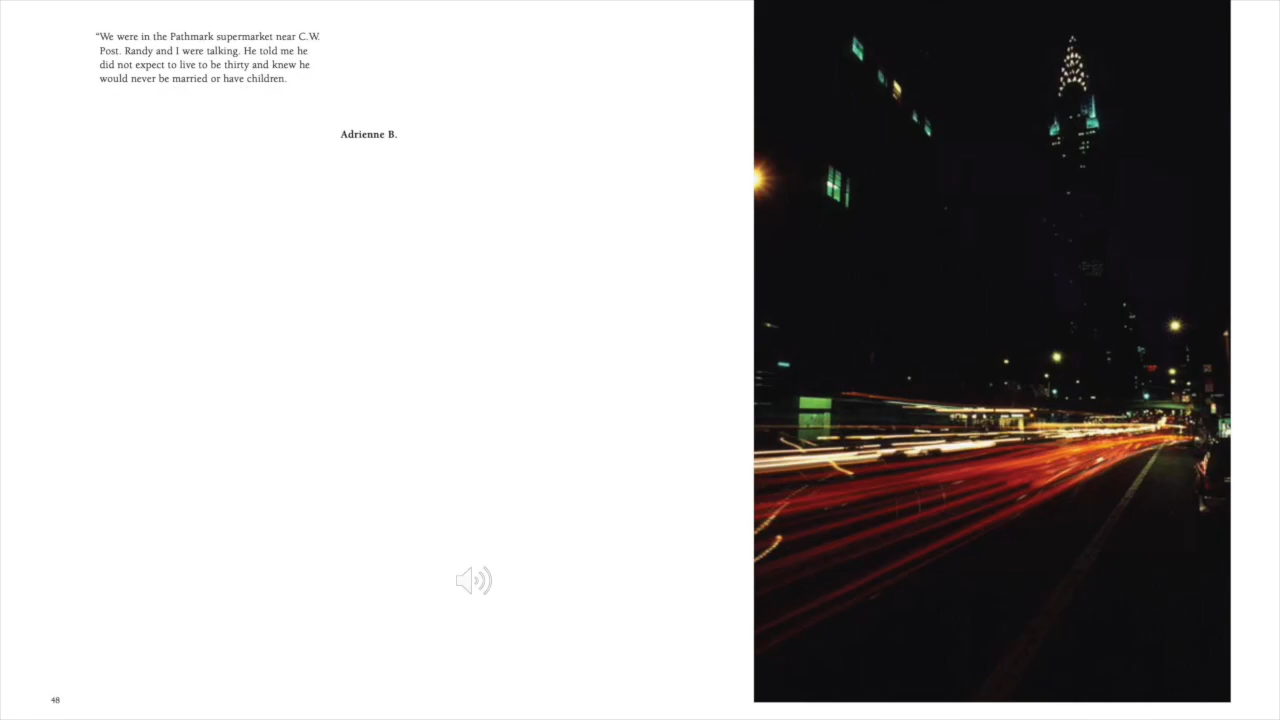 “We were in the Pathmark supermarket near C.W.
Post. Randy and I were talking. He told me he
did not expect to live to be thirty and knew he
would never be married or have children.
Adrienne B.
48